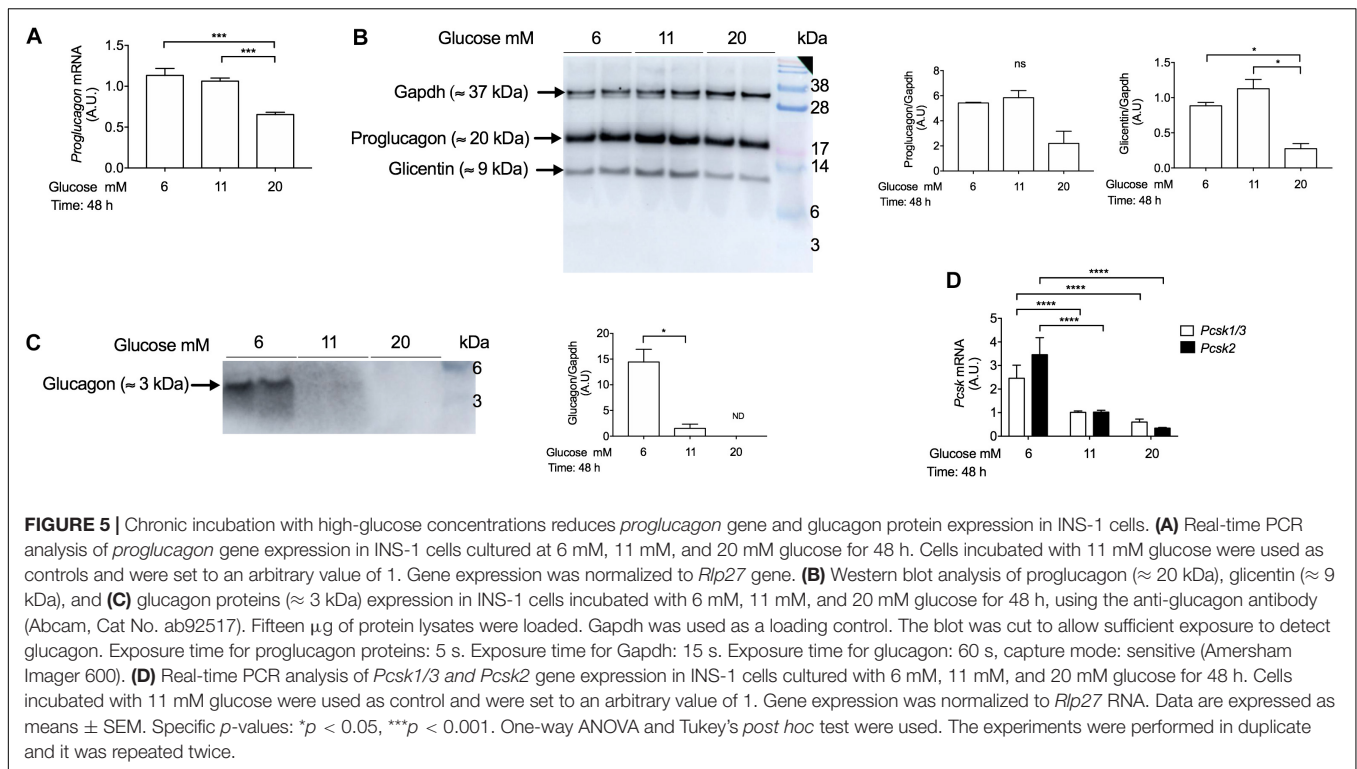 A
Proglucagon mRNA
(A.U.)
1.5
1.0
0.5
0.0
***
***
Glucose mM 6 11 20
Time: 48 h
B
Glucose mM 6 11 20 kDa
Gapdh (≈ 37 kDa)
Proglucagon (≈ 20 kDa)
Glicentin (≈ 9 kDa)
38
28
17
14
6
3
Proglucagon/Gapdh
(A.U)
8
6
4
2
0
ns
Glucose mM 6 11 20
Time: 48 h
Glicentin/Gapdh
(A.U)
1.5
1.0
0.5
0.0
*
*
Glucose mM 6 11 20
Time: 48 h
C
Glucose mM 6 11 20 kDa
Glucagon (≈ 3 kDa)
6
3
Glucagon/Gapdh
(A.U)
20
15
10
5
0
*
ND
Glucose mM 6 11 20
Time: 48 h
D
Pcsk mRNA
(A.U.)
5
4
3
2
1
0
****
****
****
****
Pcsk1/3
Pcsk2
Glucose mM 6 11 20
Time: 48 h
FIGURE 5 | Chronic incubation with high-glucose concentrations reduces proglucagon gene and glucagon protein expression in INS-1 cells. (A) Real-time PCR
analysis of proglucagon gene expression in INS-1 cells cultured at 6 mM, 11 mM, and 20 mM glucose for 48 h. Cells incubated with 11 mM glucose were used as
controls and were set to an arbitrary value of 1. Gene expression was normalized to Rlp27 gene. (B) Western blot analysis of proglucagon (≈ 20 kDa), glicentin (≈ 9
kDa), and (C) glucagon proteins (≈ 3 kDa) expression in INS-1 cells incubated with 6 mM, 11 mM, and 20 mM glucose for 48 h, using the anti-glucagon antibody
(Abcam, Cat No. ab92517). Fifteen μg of protein lysates were loaded. Gapdh was used as a loading control. The blot was cut to allow sufficient exposure to detect
glucagon. Exposure time for proglucagon proteins: 5 s. Exposure time for Gapdh: 15 s. Exposure time for glucagon: 60 s, capture mode: sensitive (Amersham
Imager 600). (D) Real-time PCR analysis of Pcsk1/3 and Pcsk2 gene expression in INS-1 cells cultured with 6 mM, 11 mM, and 20 mM glucose for 48 h. Cells
incubated with 11 mM glucose were used as control and were set to an arbitrary value of 1. Gene expression was normalized to Rlp27 RNA. Data are expressed as
means ± SEM. Specific p-values: *p < 0.05, ***p < 0.001. One-way ANOVA and Tukey's post hoc test were used. The experiments were performed in duplicate
and it was repeated twice.